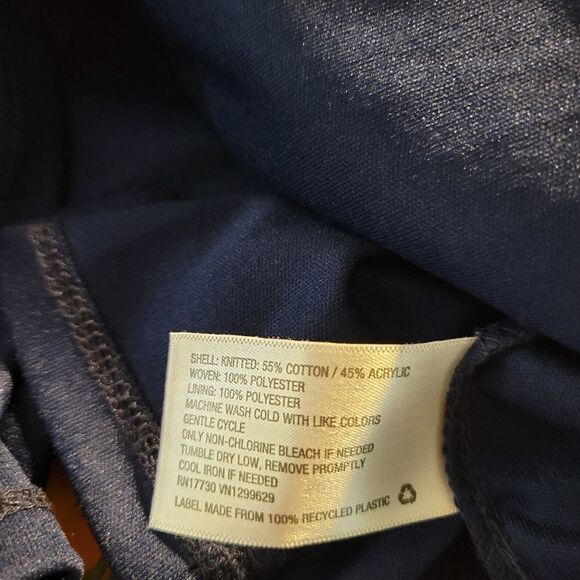 SHELL: KNITTED: 55% COTTON / 45% ACRYLIC
WOVEN: 100% POLYESTER
LINING: 100% POLYESTER
MACHINE WASH COLD WITH LIKE COLORS
GENTLE CYCLE
ONLY NON-CHLORINE BLEACH IF NEEDED
TUMBLE DRY LOW, REMOVE PROMPTLY
COOL IRON IF NEEDED
RN17730 VN1299629
LABEL MADE FROM 100% RECYCLED PLASTIC